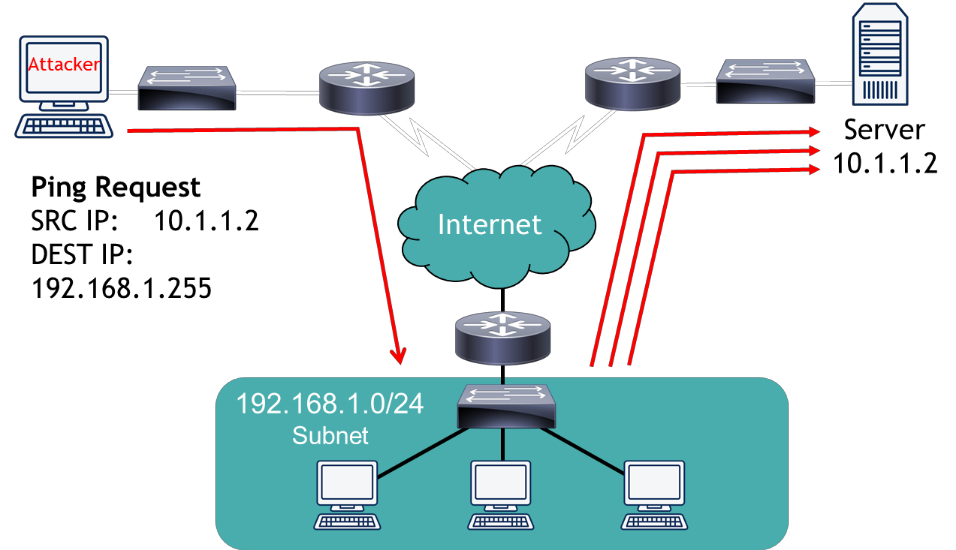 Attacker
Server
10.1.1.2
Ping Request
SRC IP: 10.1.1.2
DEST IP:
192.168.1.255
Internet
192.168.1.0/24
Subnet